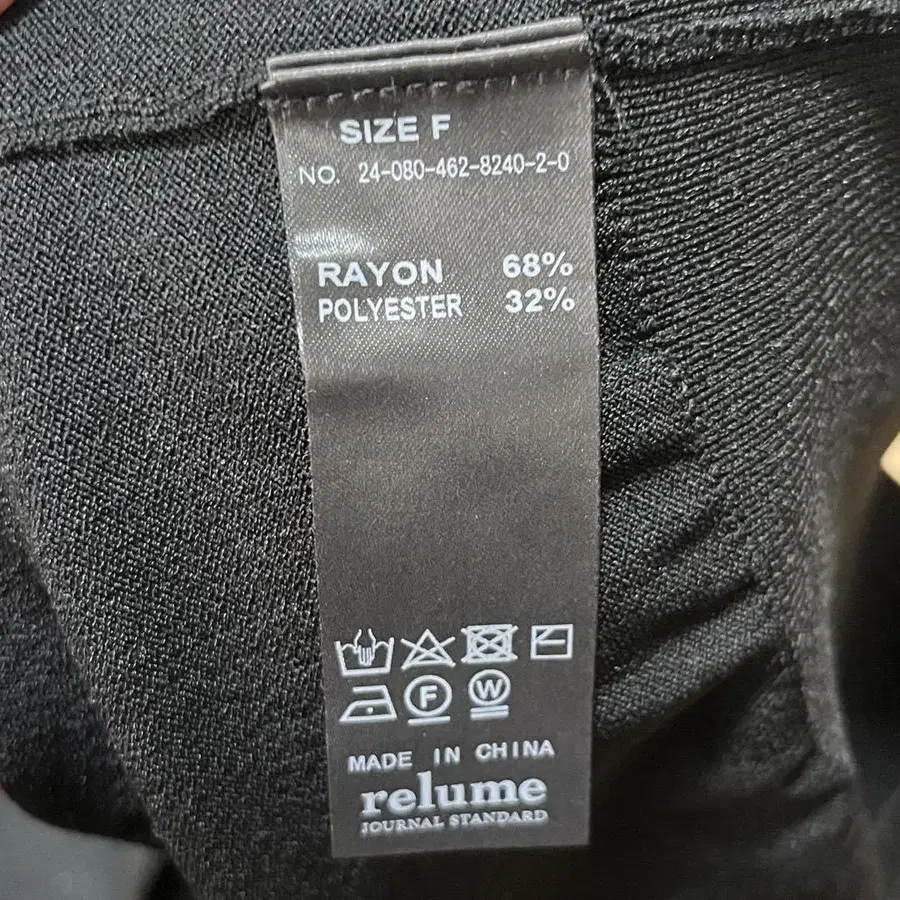 SIZE F
NO. 24-080-462-8240-2-0
RAYON 68%
POLYESTER 32%
F W
MADE IN CHINA
relume
JOURNAL STANDARD